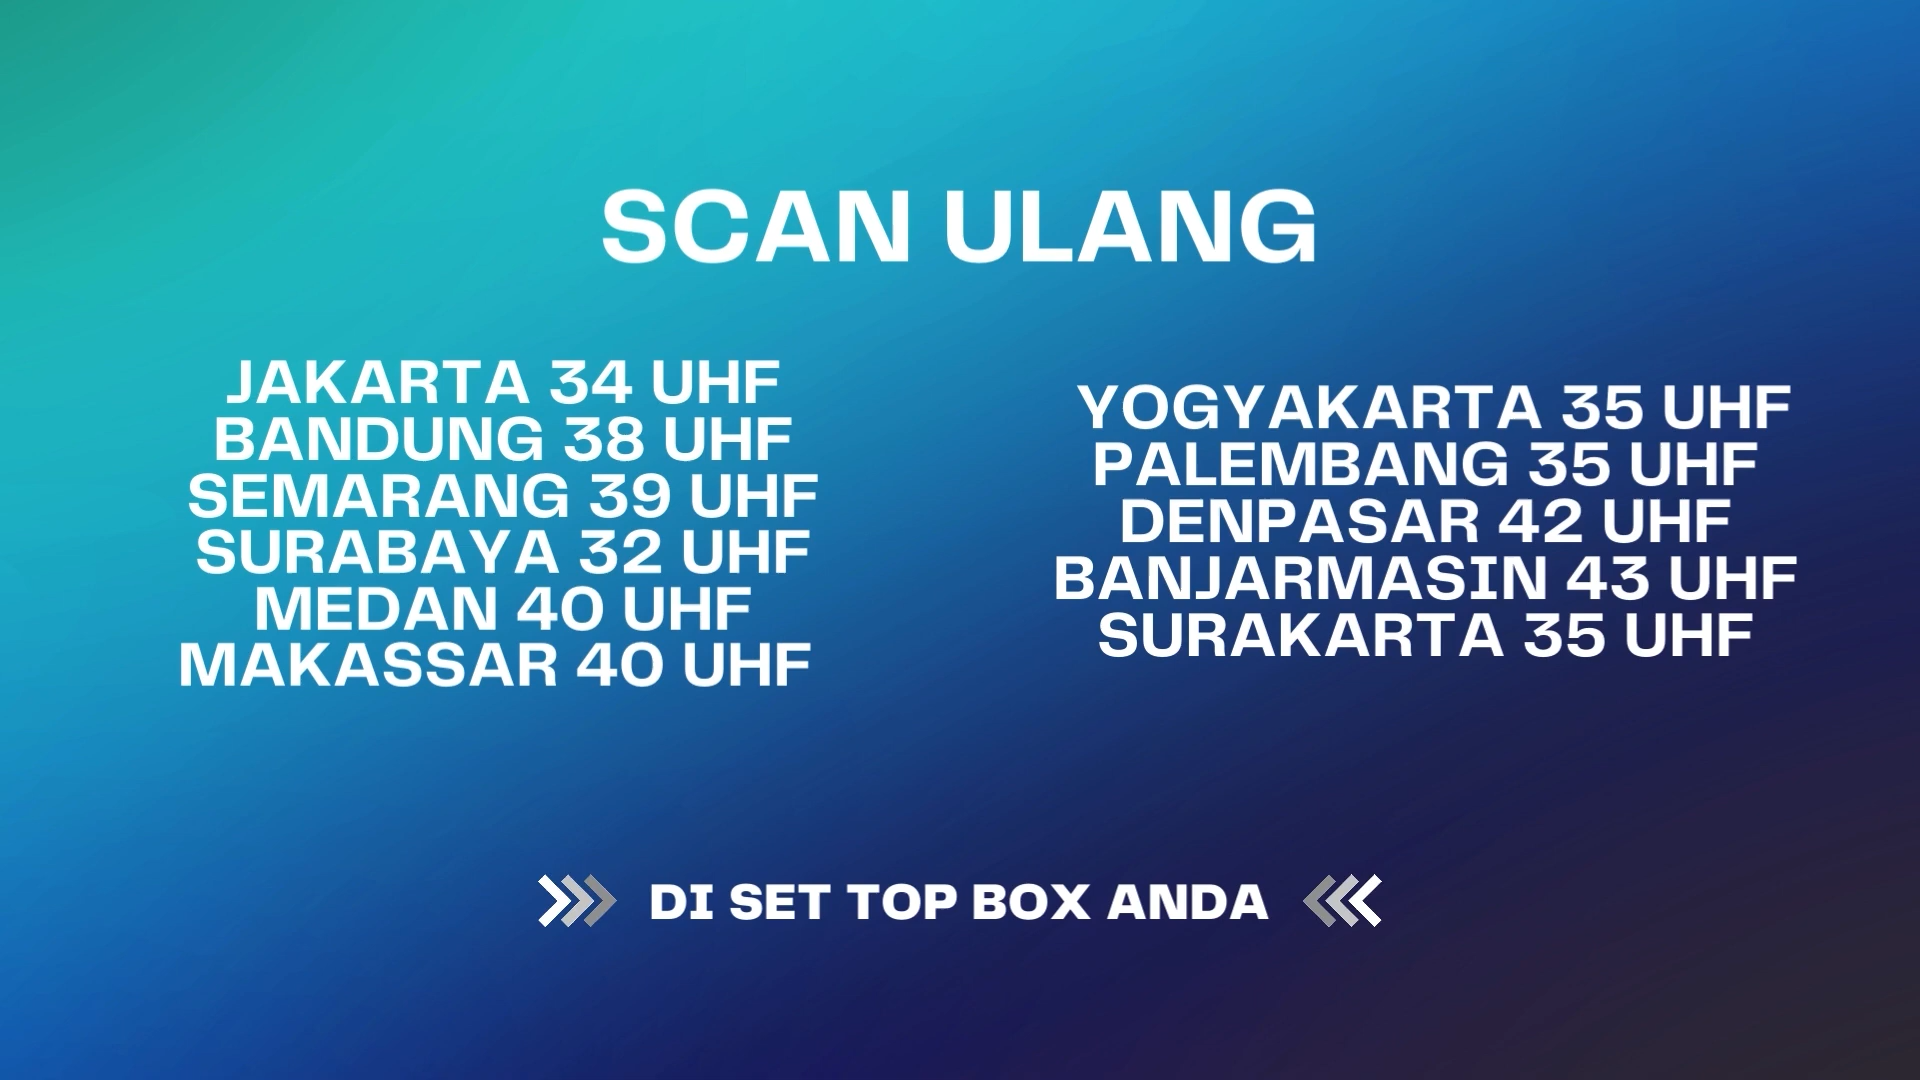 SCAN ULANG
JAKARTA 34 UHF
BANDUNG 38 UHF
SEMARANG 39 UHF
SURABAYA 32 UHF
MEDAN 40 UHF
MAKASSAR 40 UHF
YOGYAKARTA 35 UHF
PALEMBANG 35 UHF
DENPASAR 42 UHF
BANJARMASIN 43 UHF
SURAKARTA 35 UHF
DI SET TOP BOX ANDA